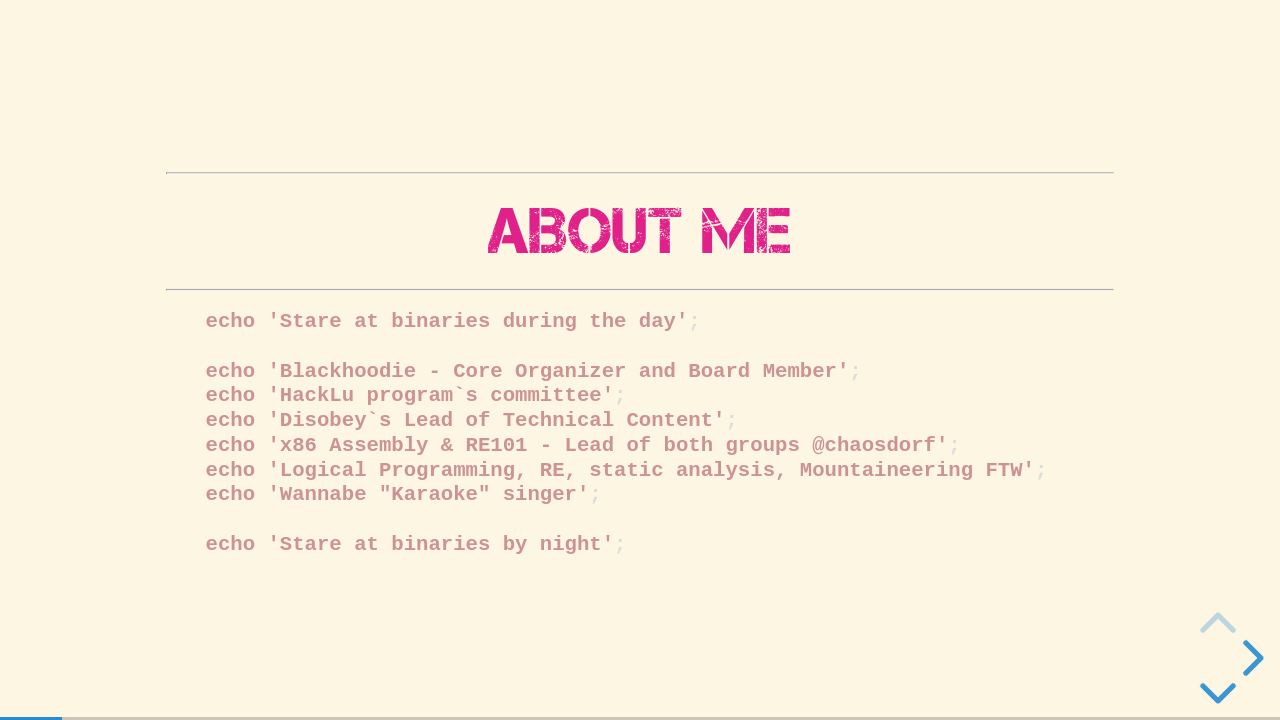 ABOUT ME
echo 'Stare at binaries during the day';
echo 'Blackhoodie - Core Organizer and Board Member';
echo 'HackLu program`s committee';
echo 'Disobey`s Lead of Technical Content';
echo 'x86 Assembly & RE101 - Lead of both groups @chaosdorf';
echo 'Logical Programming, RE, static analysis, Mountaineering FTW';
echo 'Wannabe "Karaoke" singer';
echo 'Stare at binaries by night';